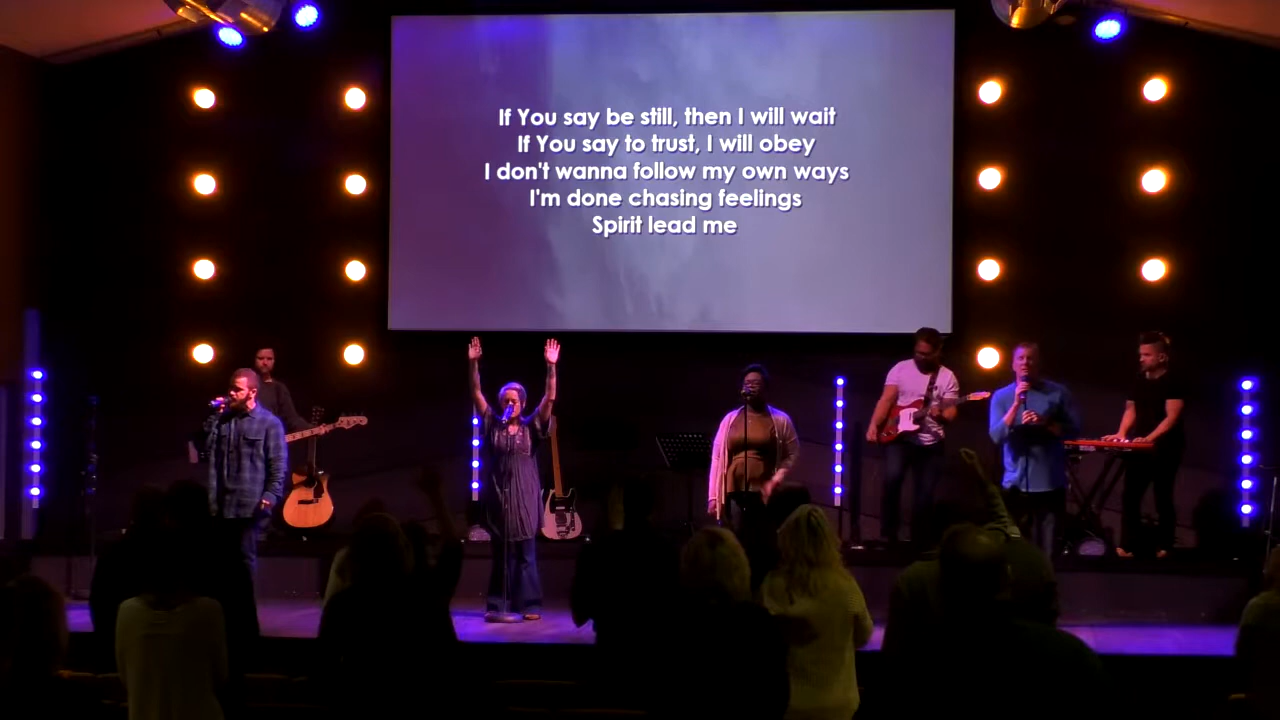 If You say be still, then I will wait
If You say to trust, I will obey
I don't wanna follow my own ways
I'm done chasing feelings
Spirit lead me